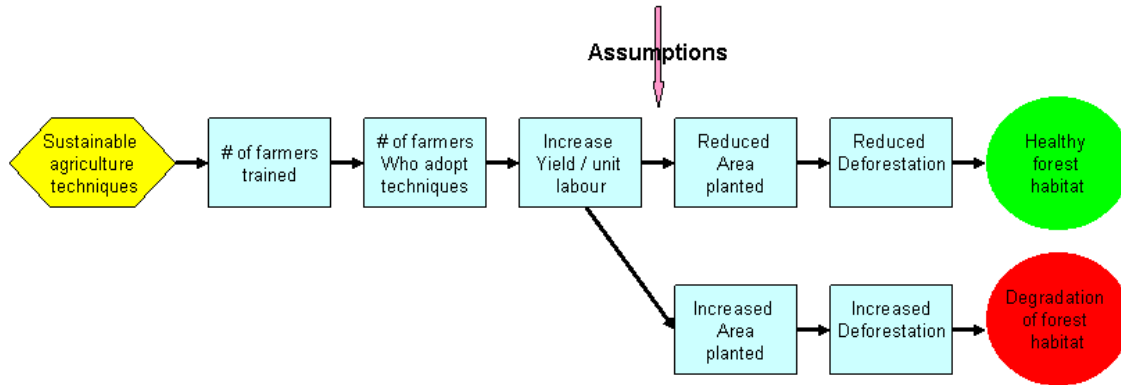 Assumptions
Sustainable
agriculture
techniques
# of farmers
trained
# of farmers
Who adopt
techniques
Increase
Yield / unit
labour
Reduced
Area
planted
Reduced
Deforestation
Healthy
forest
habitat
Increased
Area
planted
Increased
Deforestation
Degradation
of forest
habitat